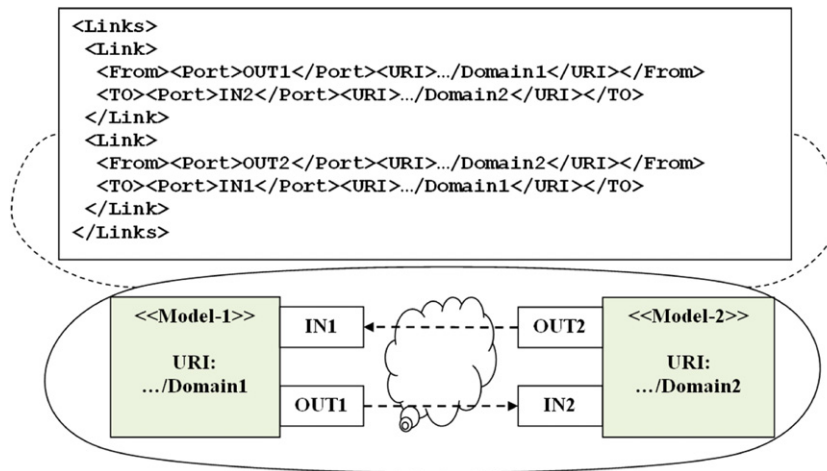 <Links>
<Link>
<From><Port>OUT1</Port><URI>…/Domain1</URI></From>
<TO><Port>IN2</Port><URI>…/Domain2</URI></TO>
</Link>
<Link>
<From><Port>OUT2</Port><URI>…/Domain2</URI></From>
<TO><Port>IN1</Port><URI>…/Domain1</URI></TO>
</Link>
</Links>
<<Model-1>>
URI:
…/Domain1
IN1
OUT1
OUT2
IN2
<<Model-2>>
URI:
…/Domain2